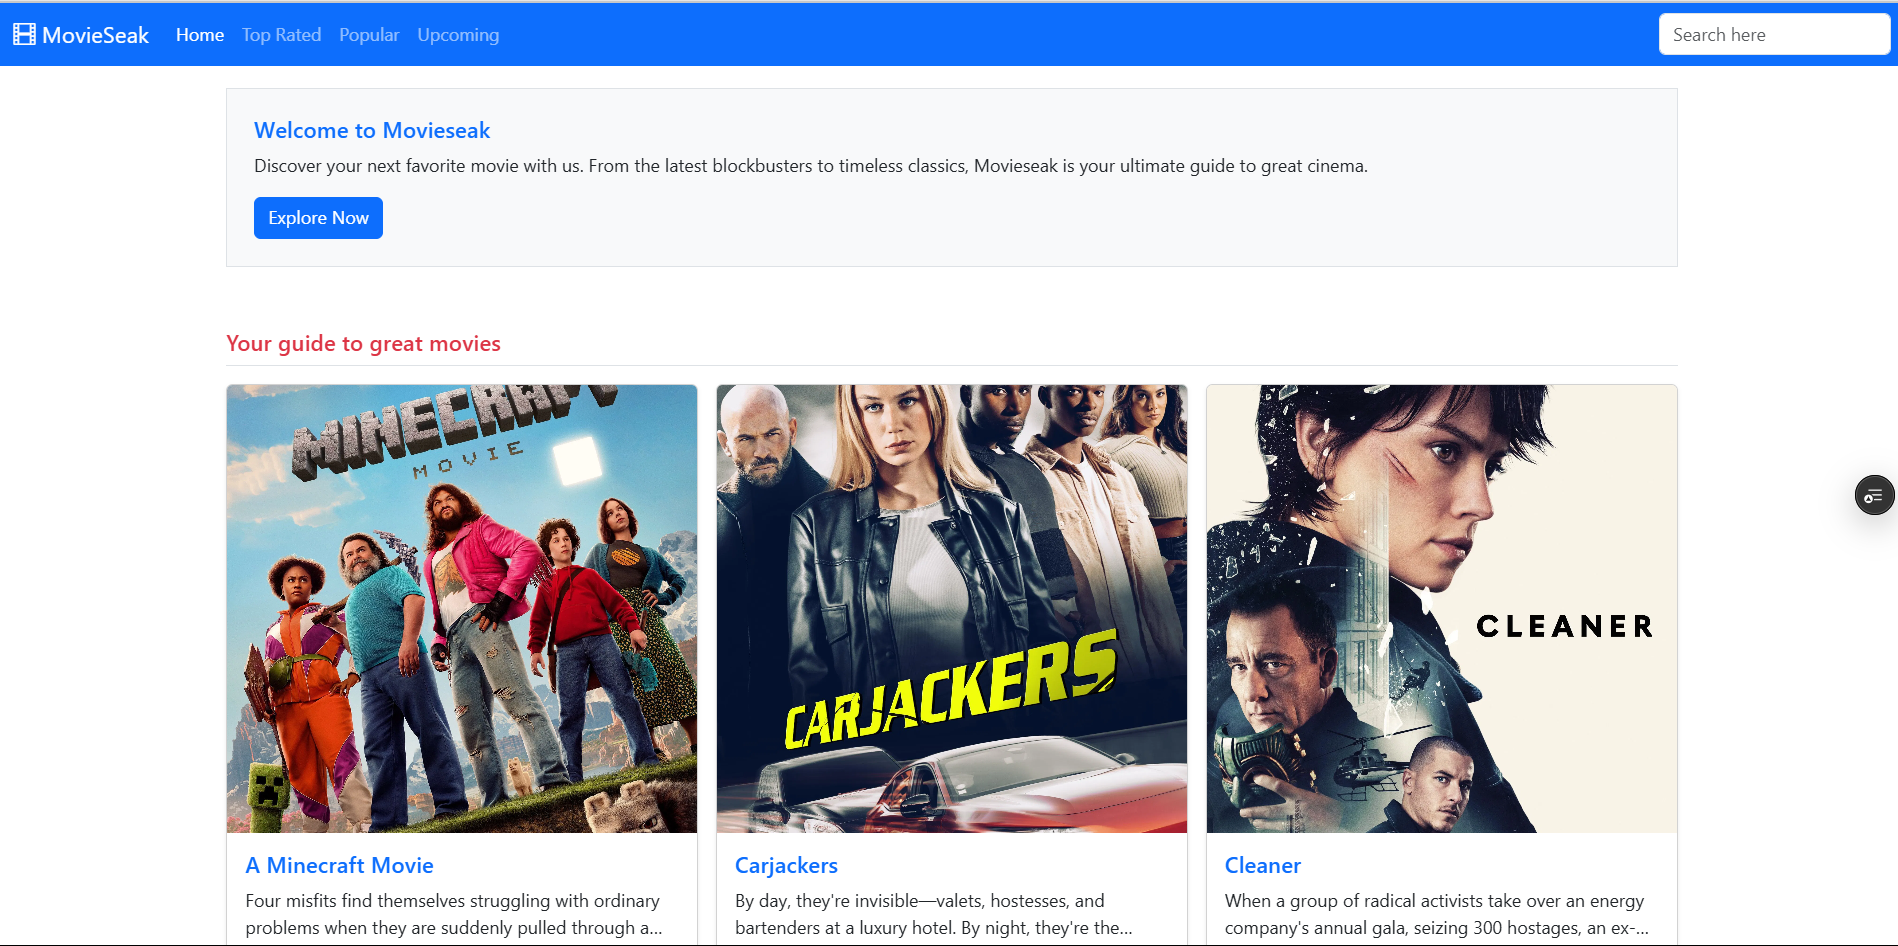 MovieSeak Home Top Rated Popular Upcoming Search here
Welcome to Movieseak
Discover your next favorite movie with us. From the latest blockbusters to timeless classics, Movieseak is your ultimate guide to great cinema.
Explore Now
Your guide to great movies
MINECRAFT
MOVIE
CARJACKERS
CLEANER
A Minecraft Movie
Four misfits find themselves struggling with ordinary
problems when they are suddenly pulled through a...
Carjackers
By day, they're invisible—valets, hostesses, and
bartenders at a luxury hotel. By night, they're the...
Cleaner
When a group of radical activists take over an energy
company's annual gala, seizing 300 hostages, an ex-...